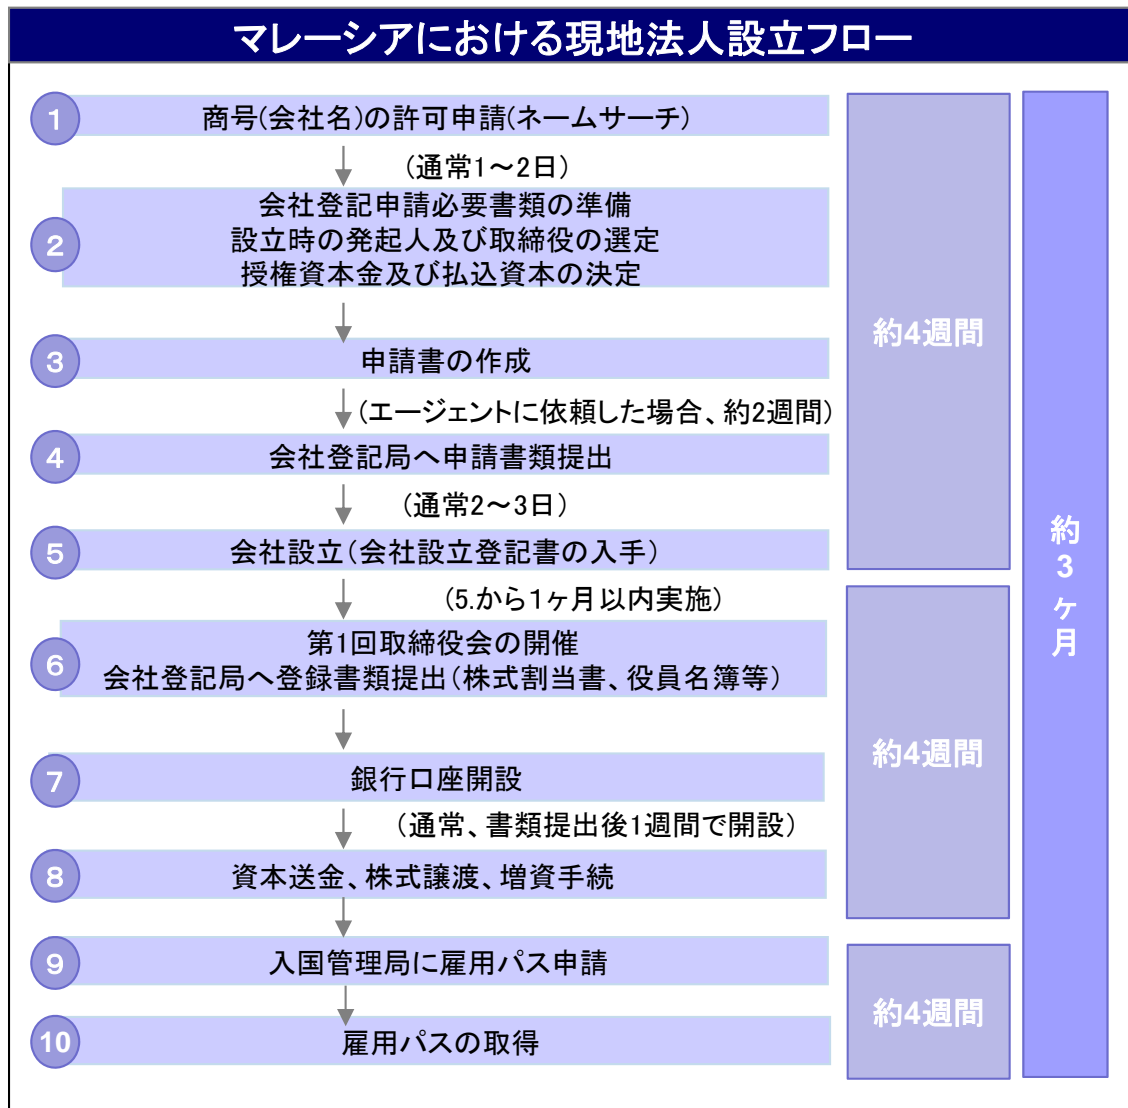 マレーシアにおける現地法人設立フロー
1
商号(会社名)の許可申請(ネームサーチ)
(通常1～2日)
2
会社登記申請必要書類の準備
設立時の発起人及び取締役の選定
授権資本金及び払込資本の決定
3
申請書の作成
(エージェントに依頼した場合、約2週間)
4
会社登記局へ申請書類提出
(通常2～3日)
5
会社設立(会社設立登記書の入手)
約4週間
(5.から1ヶ月以内実施)
6
第1回取締役会の開催
会社登記局へ登録書類提出(株式割当書、役員名簿等)
7
銀行口座開設
(通常、書類提出後1週間で開設)
8
資本送金、株式譲渡、増資手続
約4週間
9
入国管理局に雇用パス申請
10
雇用パスの取得
約4週間
約3ヶ月